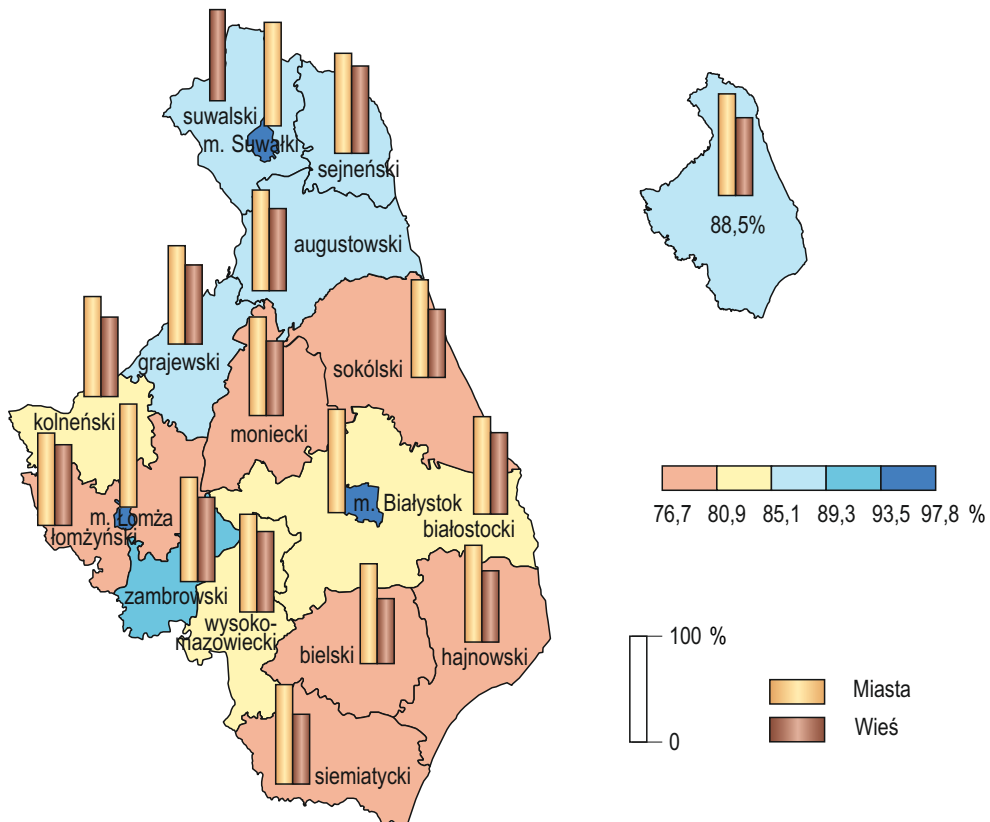 suwalski
m. Suwałki
sejneński
88,5%
augustowski
grajewski
sokólski
kolneński
moniecki
m. Łomża
łomżyński
m. Białystok
białostocki
76,7 80,9 85,1 89,3 93,5 97,8 %
zambrowski
wysoko-
mazowiecki
bielski
hajnowski
100 %
0
Miasta
Wieś
siemiatycki